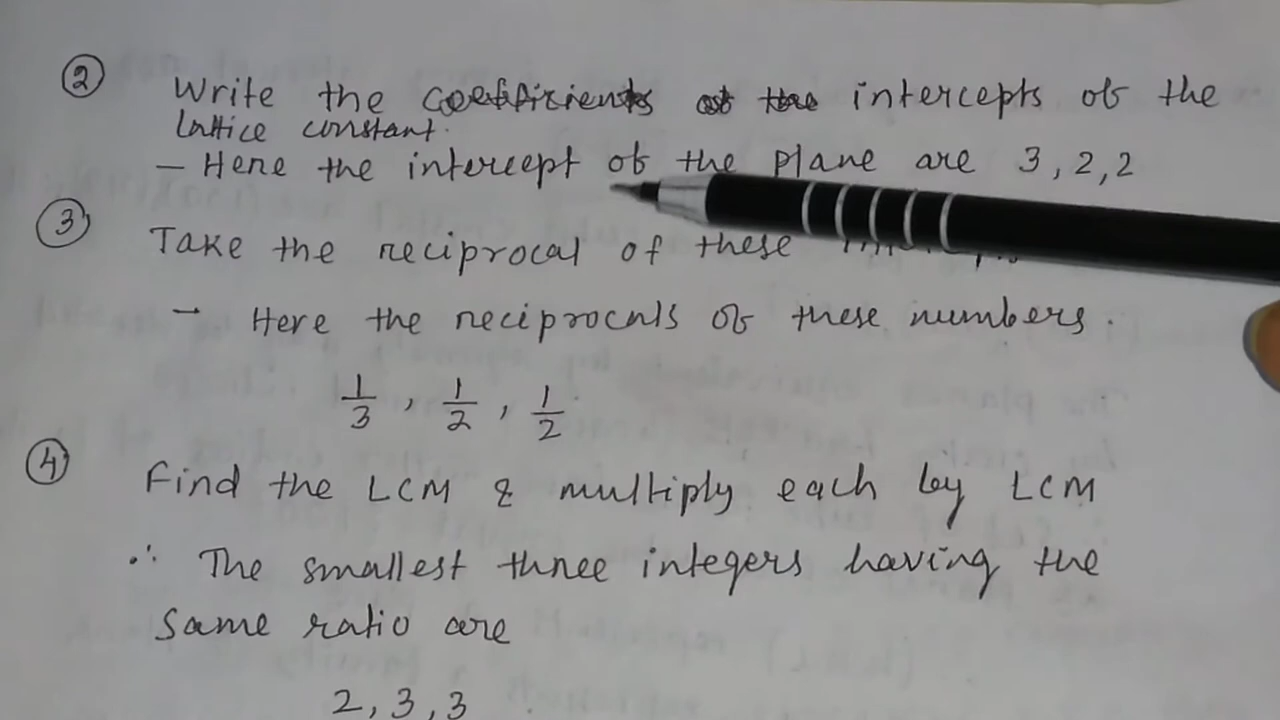 ② Write the coefficients of the intercepts of the
lattice constant.
— Here the intercept of the plane are 3, 2, 2
③ Take the reciprocal of these
→ Here the reciprocals of these numbers.
1/3, 1/2, 1/2
④ Find the LCM & multiply each by LCM
∴ The smallest three integers having the
same ratio are
2, 3, 3